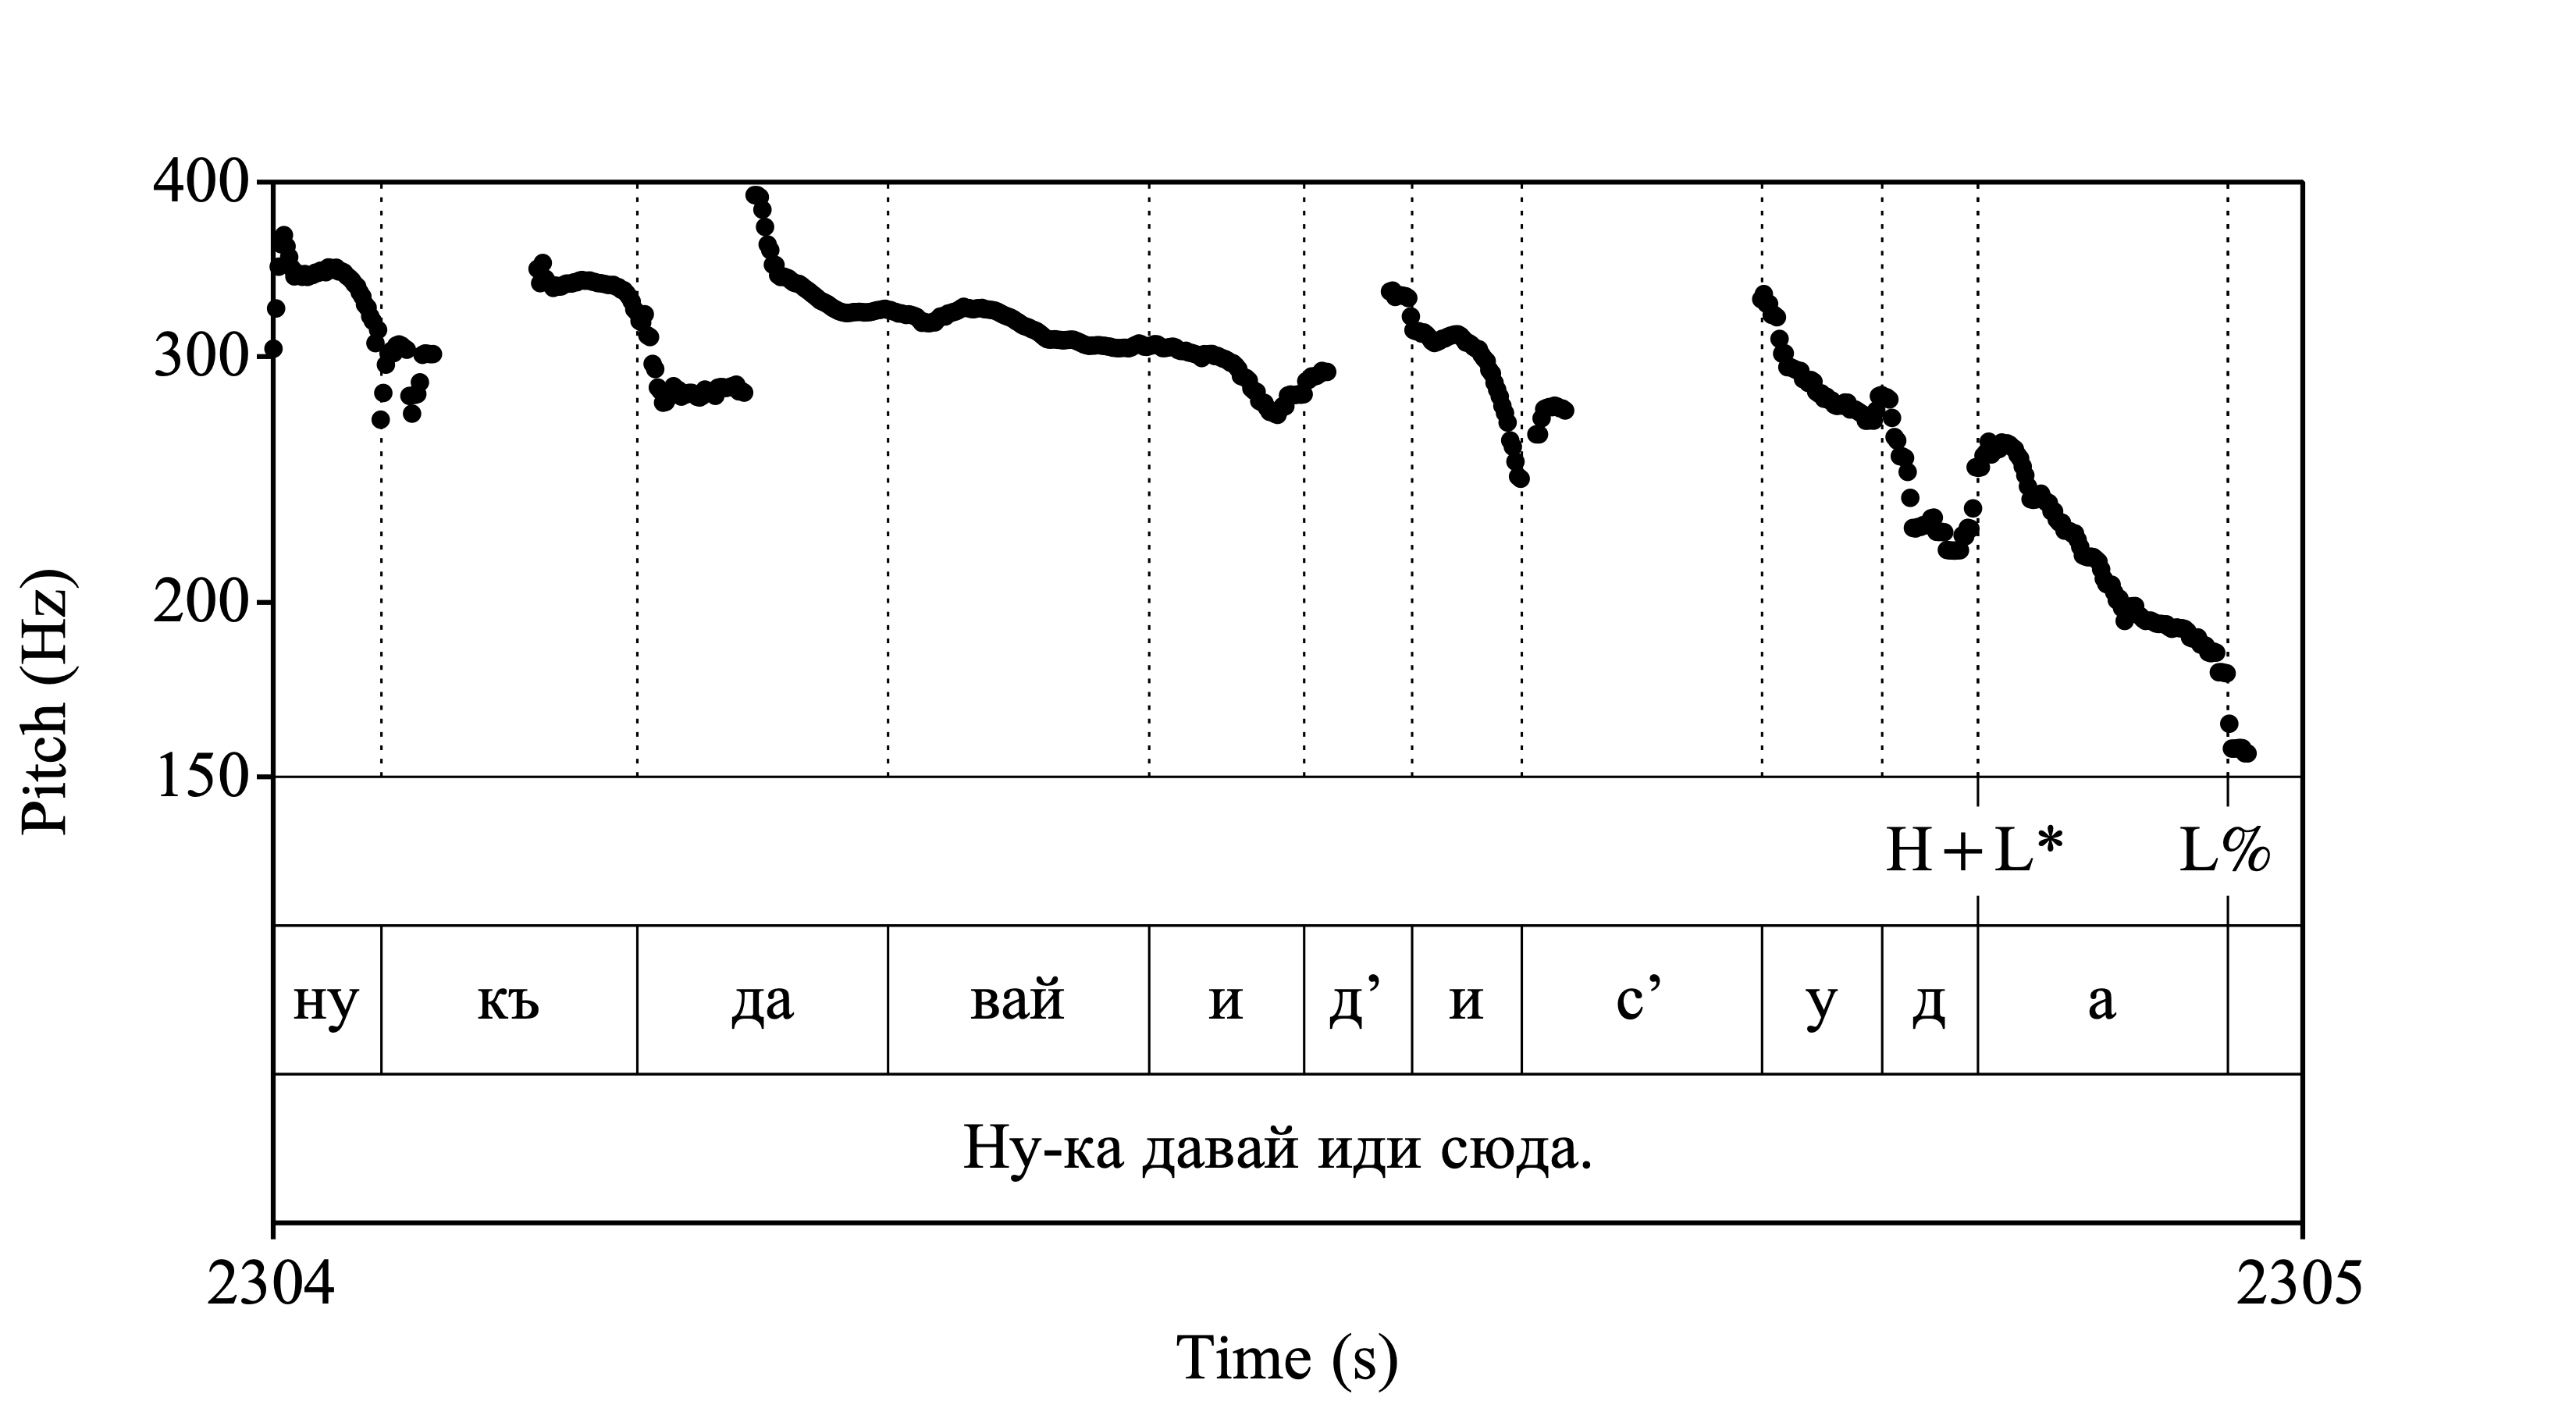 400
300
200
150
Pitch (Hz)
H+L* L%
ну къ да вай и д’ и с’ у д а
Ну-ка давай иди сюда.
2304 2305
Time (s)